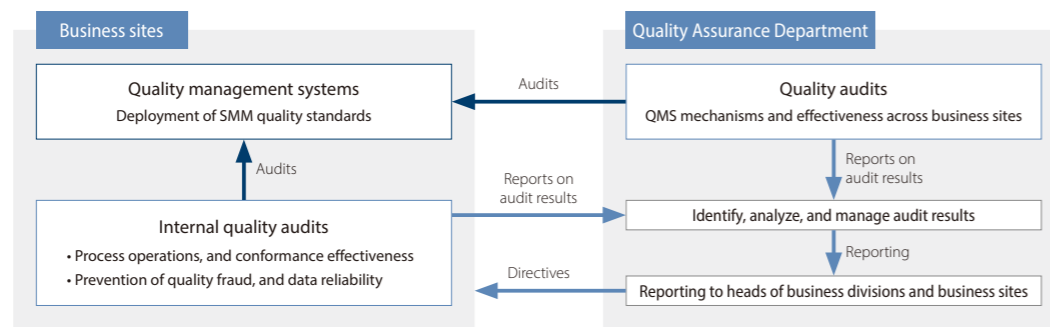 Business sites
Quality management systems
Deployment of SMM quality standards
Audits
Internal quality audits
• Process operations, and conformance effectiveness
• Prevention of quality fraud, and data reliability
Audits
Reports on
audit results
Directives
Quality Assurance Department
Quality audits
QMS mechanisms and effectiveness across business sites
Reports on
audit results
Identify, analyze, and manage audit results
Reporting
Reporting to heads of business divisions and business sites